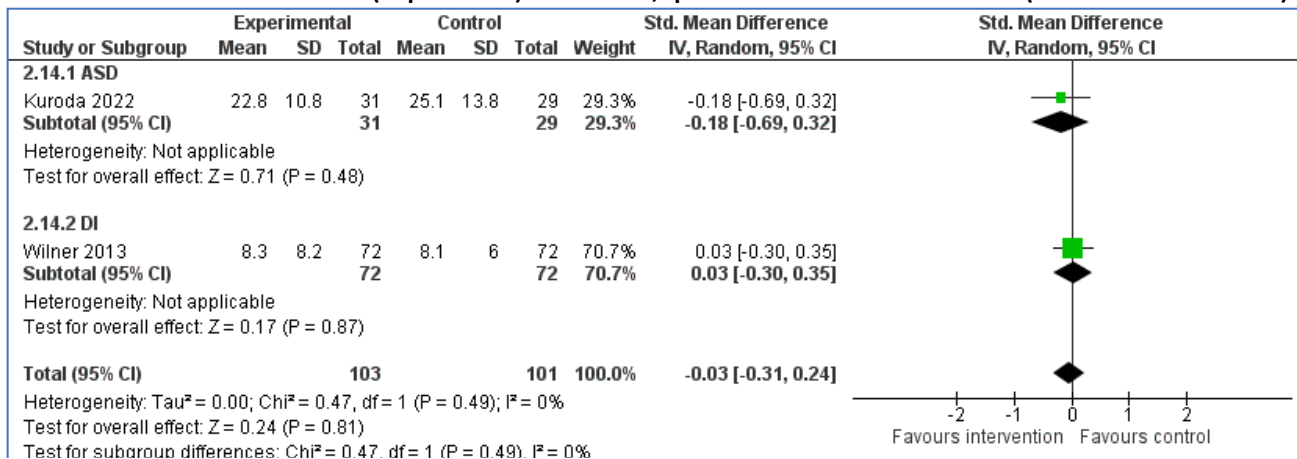 Experimental Control Std. Mean Difference Std. Mean Difference
Study or Subgroup Mean SD Total Mean SD Total Weight IV, Random, 95% CI IV, Random, 95% CI
2.14.1 ASD
Kuroda 2022 22.8 10.8 31 25.1 13.8 29 29.3% -0.18 [-0.69, 0.32]
Subtotal (95% CI) 31 29 29.3% -0.18 [-0.69, 0.32]
Heterogeneity: Not applicable
Test for overall effect: Z = 0.71 (P = 0.48)
2.14.2 DI
Wilner 2013 8.3 8.2 72 8.1 6 72 70.7% 0.03 [-0.30, 0.35]
Subtotal (95% CI) 72 72 70.7% 0.03 [-0.30, 0.35]
Heterogeneity: Not applicable
Test for overall effect: Z = 0.17 (P = 0.87)
Total (95% CI) 103 101 100.0% -0.03 [-0.31, 0.24]
Heterogeneity: Tau² = 0.00; Chi² = 0.47, df = 1 (P = 0.49); I² = 0%
Test for overall effect: Z = 0.24 (P = 0.81)
Test for subgroup differences: Chi² = 0.47, df = 1 (P = 0.49), I² = 0%
-2 -1 0 1 2
Favours intervention Favours control